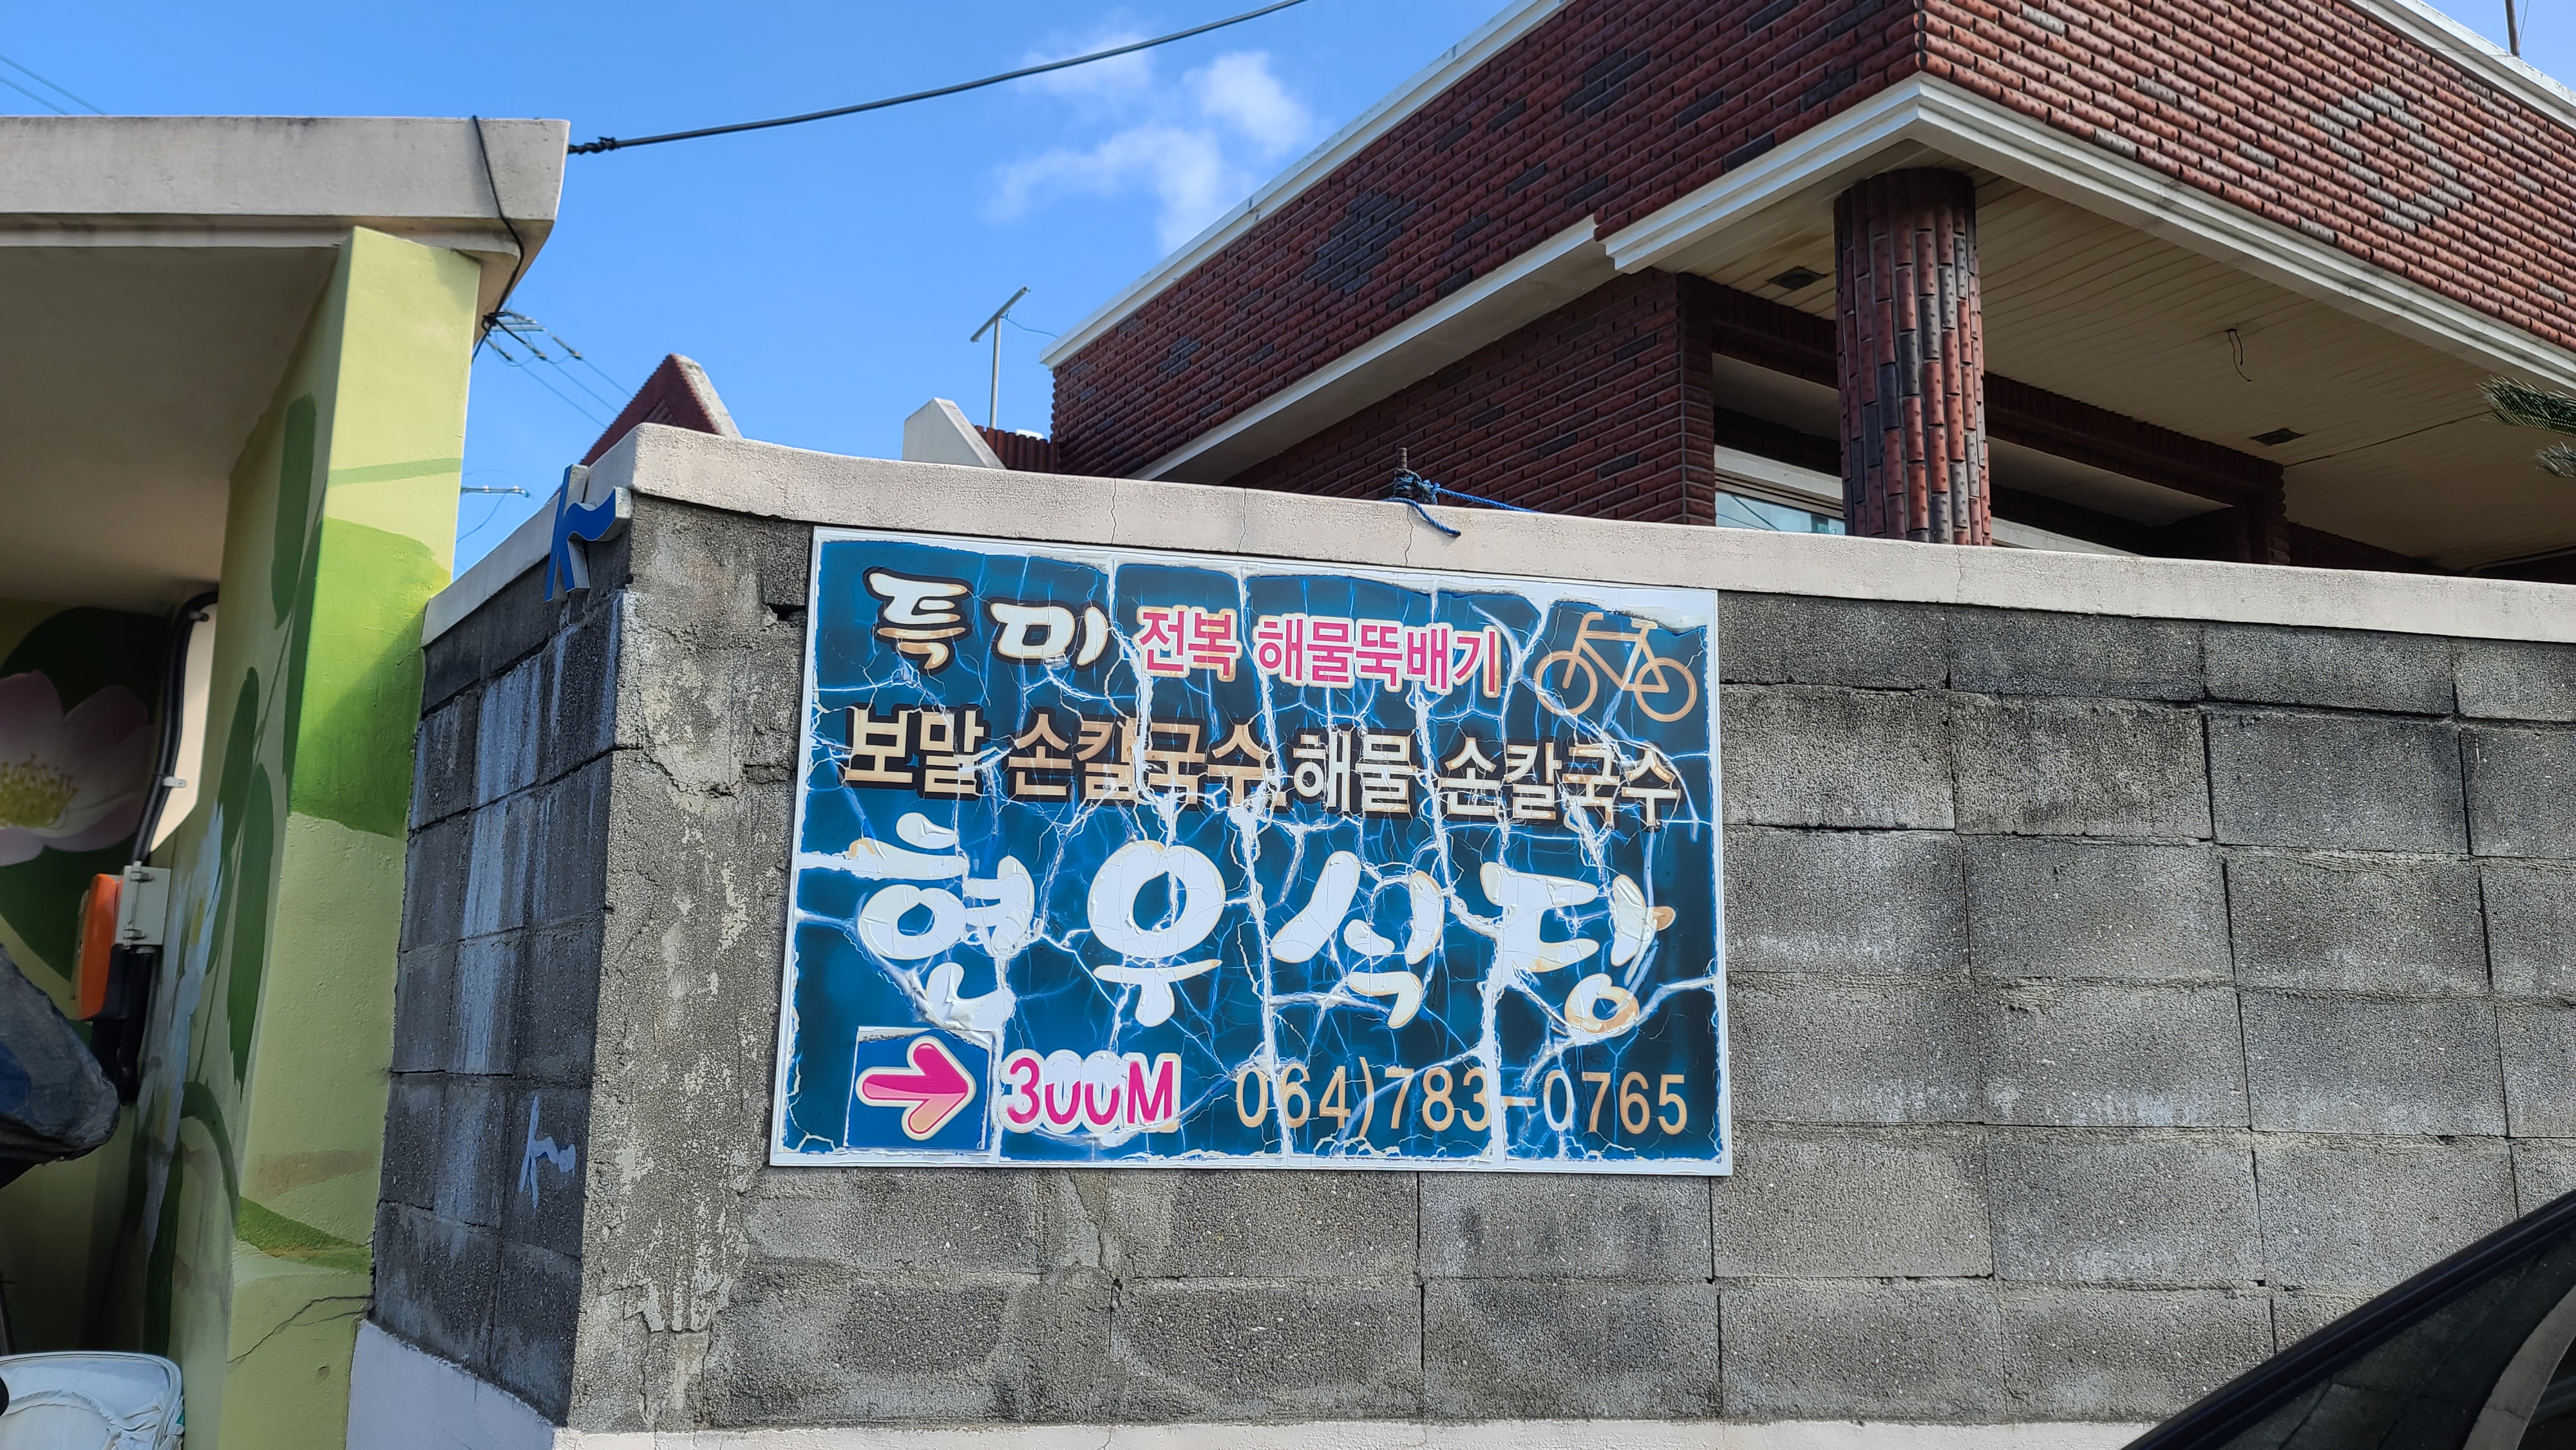 특미 전복 해물뚝배기
보말 손칼국수.해물 손칼국수
현우식당
300M 064)783-0765